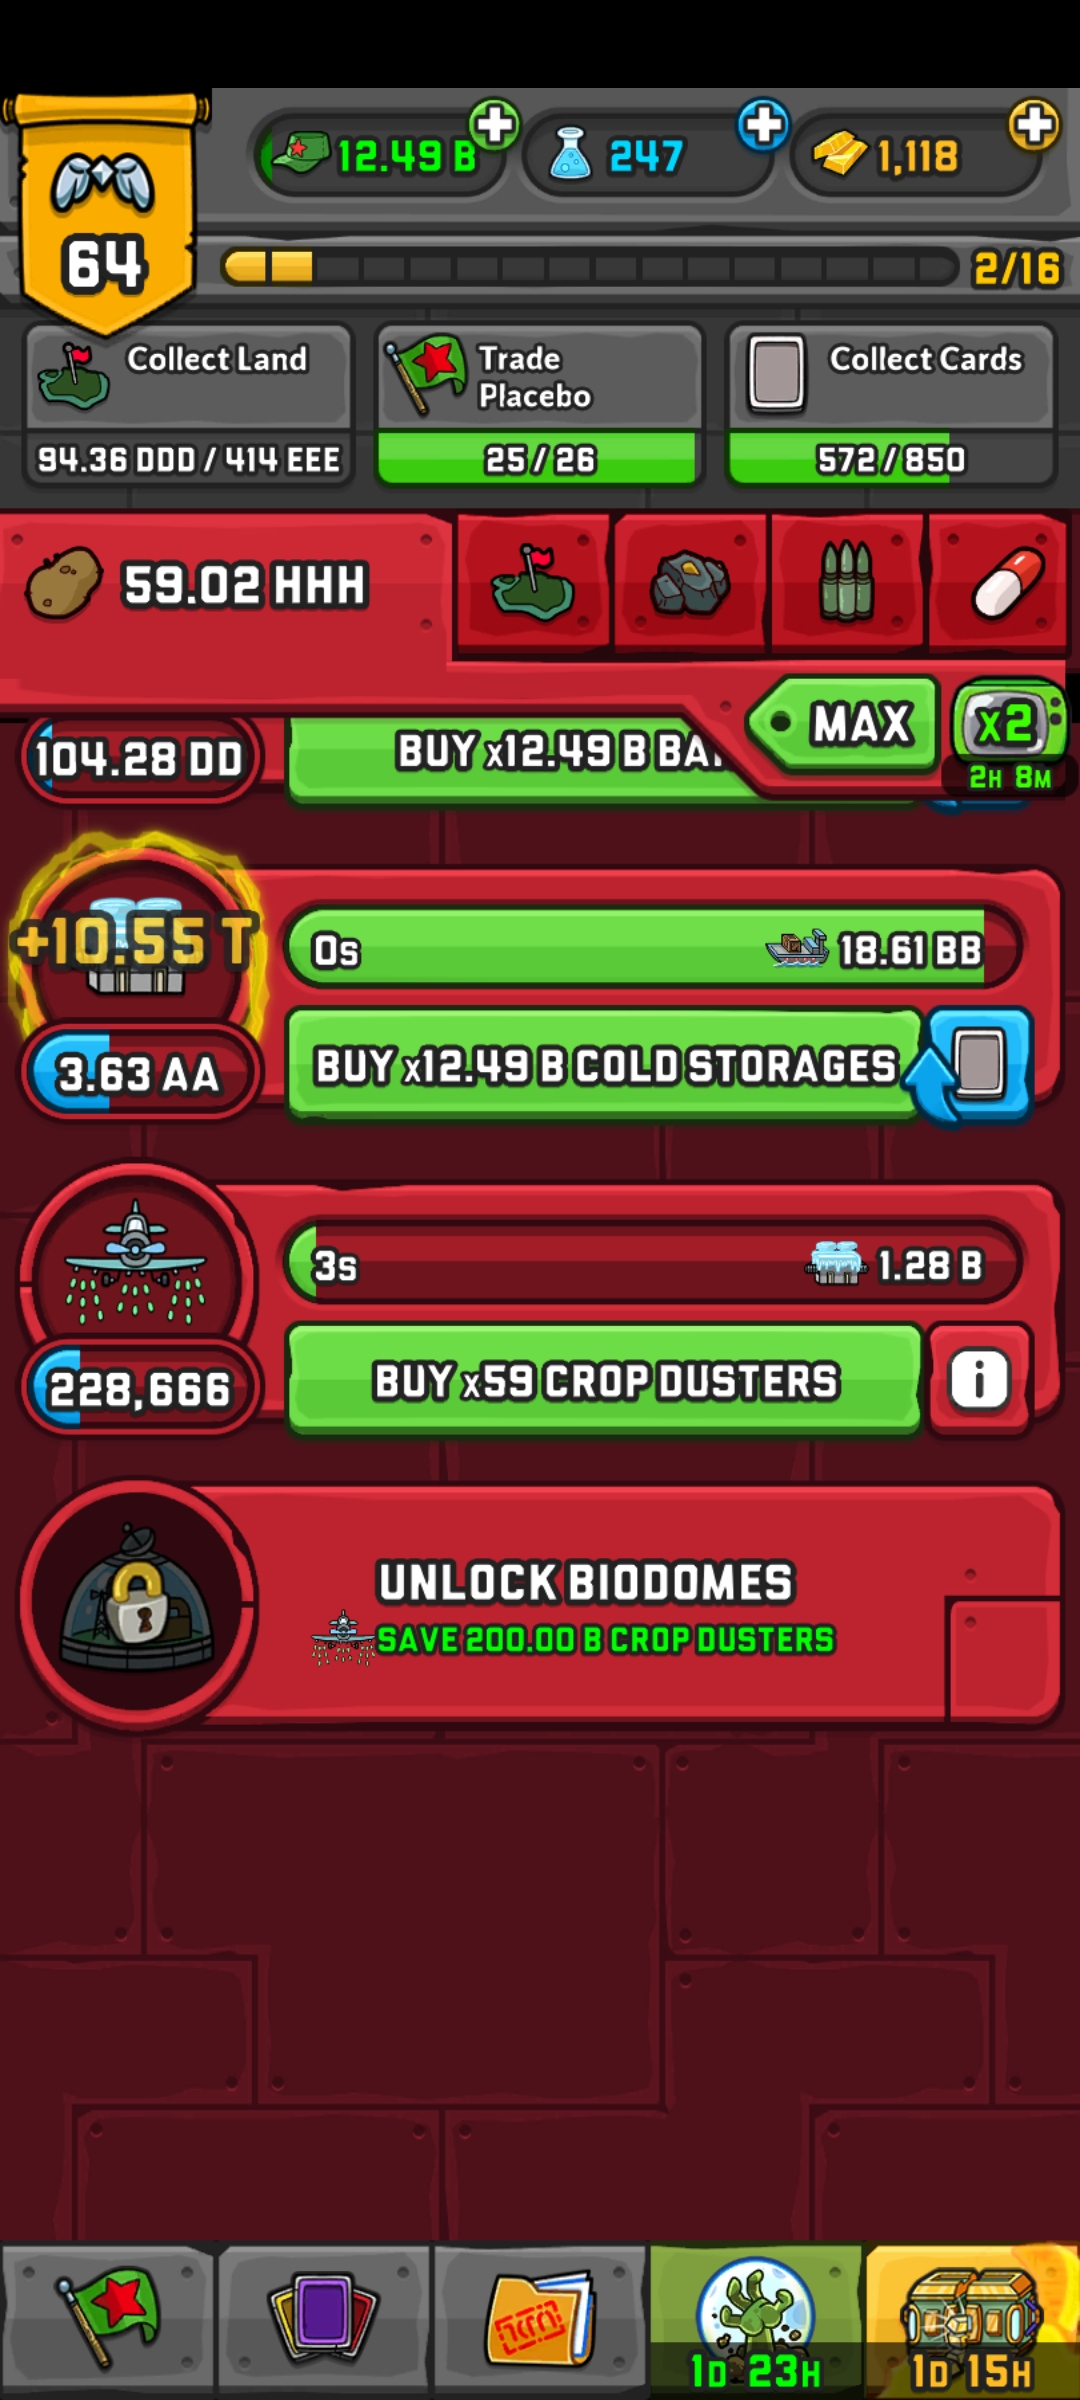 12.49 B
247
1,118
64
2/16
Collect Land
94.36 DDD / 414 EEE
Trade
Placebo
25 / 26
Collect Cards
572 / 850
59.02 HHH
MAX
x2
2H 8M
104.28 DD
BUY x12.49 B BA
+10.55 T
0s
18.61 BB
3.63 AA
BUY x12.49 B COLD STORAGES
3s
1.28 B
228,666
BUY x59 CROP DUSTERS
i
UNLOCK BIODOMES
SAVE 200.00 B CROP DUSTERS
1D 23H
1D 15H